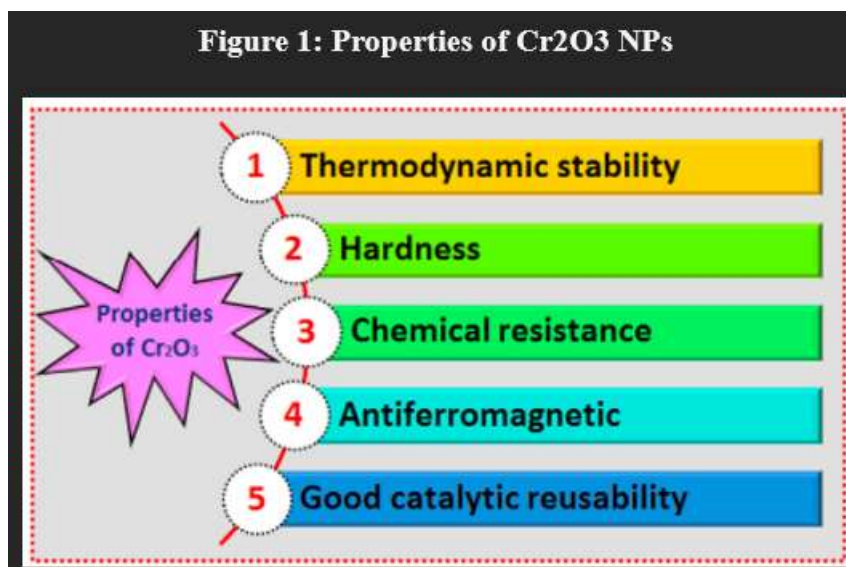 Figure 1: Properties of Cr2O3 NPs
1 Thermodynamic stability
2 Hardness
Properties
of Cr₂O₃
3 Chemical resistance
4 Antiferromagnetic
5 Good catalytic reusability